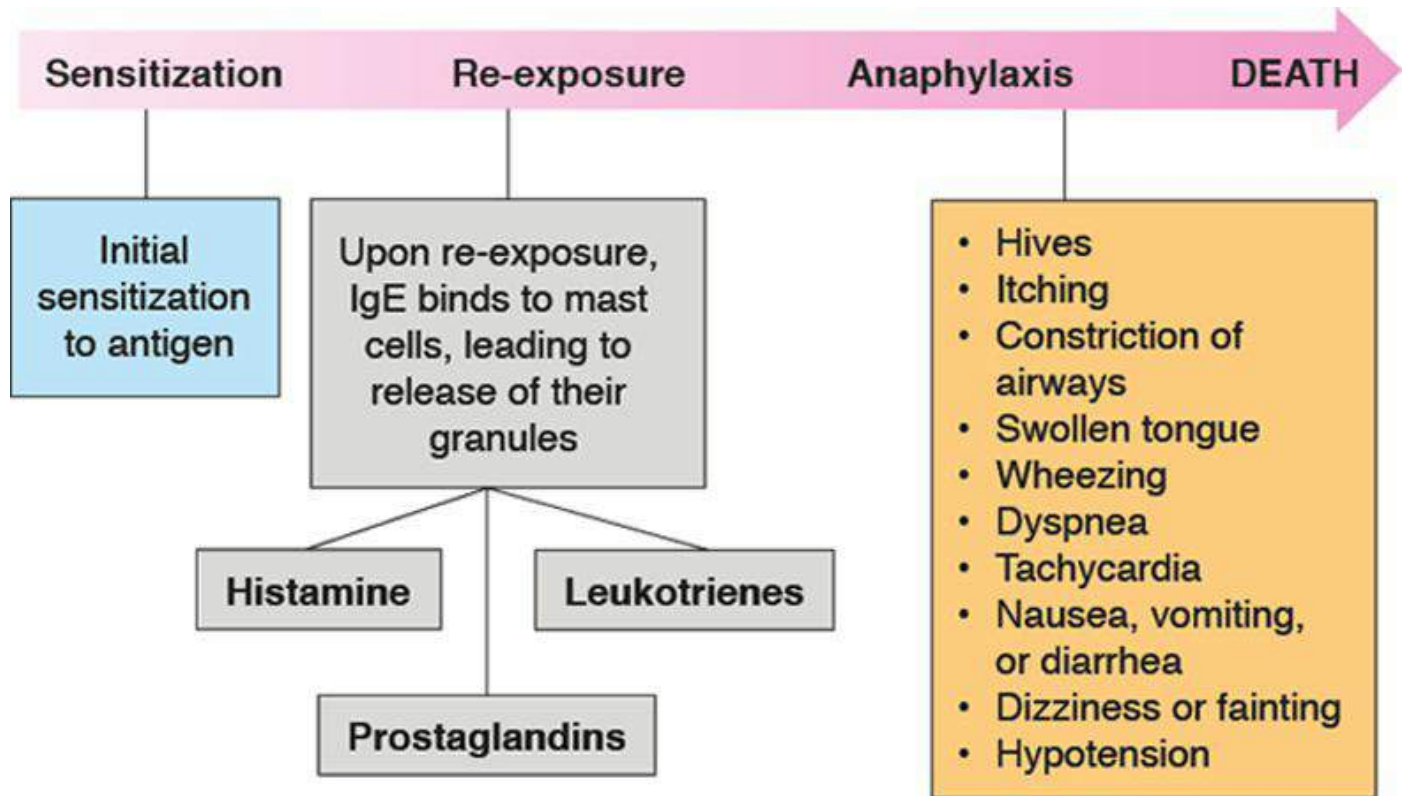 Sensitization Re-exposure Anaphylaxis DEATH
Initial
sensitization
to antigen
Upon re-exposure,
IgE binds to mast
cells, leading to
release of their
granules
Histamine
Leukotrienes
Prostaglandins
• Hives
• Itching
• Constriction of
airways
• Swollen tongue
• Wheezing
• Dyspnea
• Tachycardia
• Nausea, vomiting,
or diarrhea
• Dizziness or fainting
• Hypotension